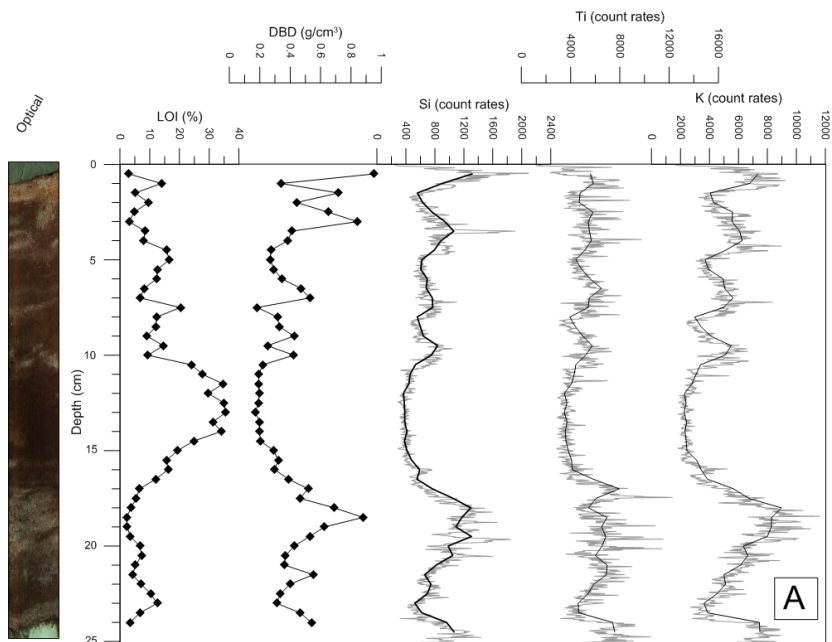 Ti (count rates)
0 4000 8000 12000 16000
DBD (g/cm³)
0 0.2 0.4 0.6 0.8 1
Optical
LOI (%)
0 10 20 30 40
0
Si (count rates)
400 800 1200 1600 2000 2400
K (count rates)
0 2000 4000 6000 8000 10000 12000
Depth (cm)
0
5
10
15
20
25
A